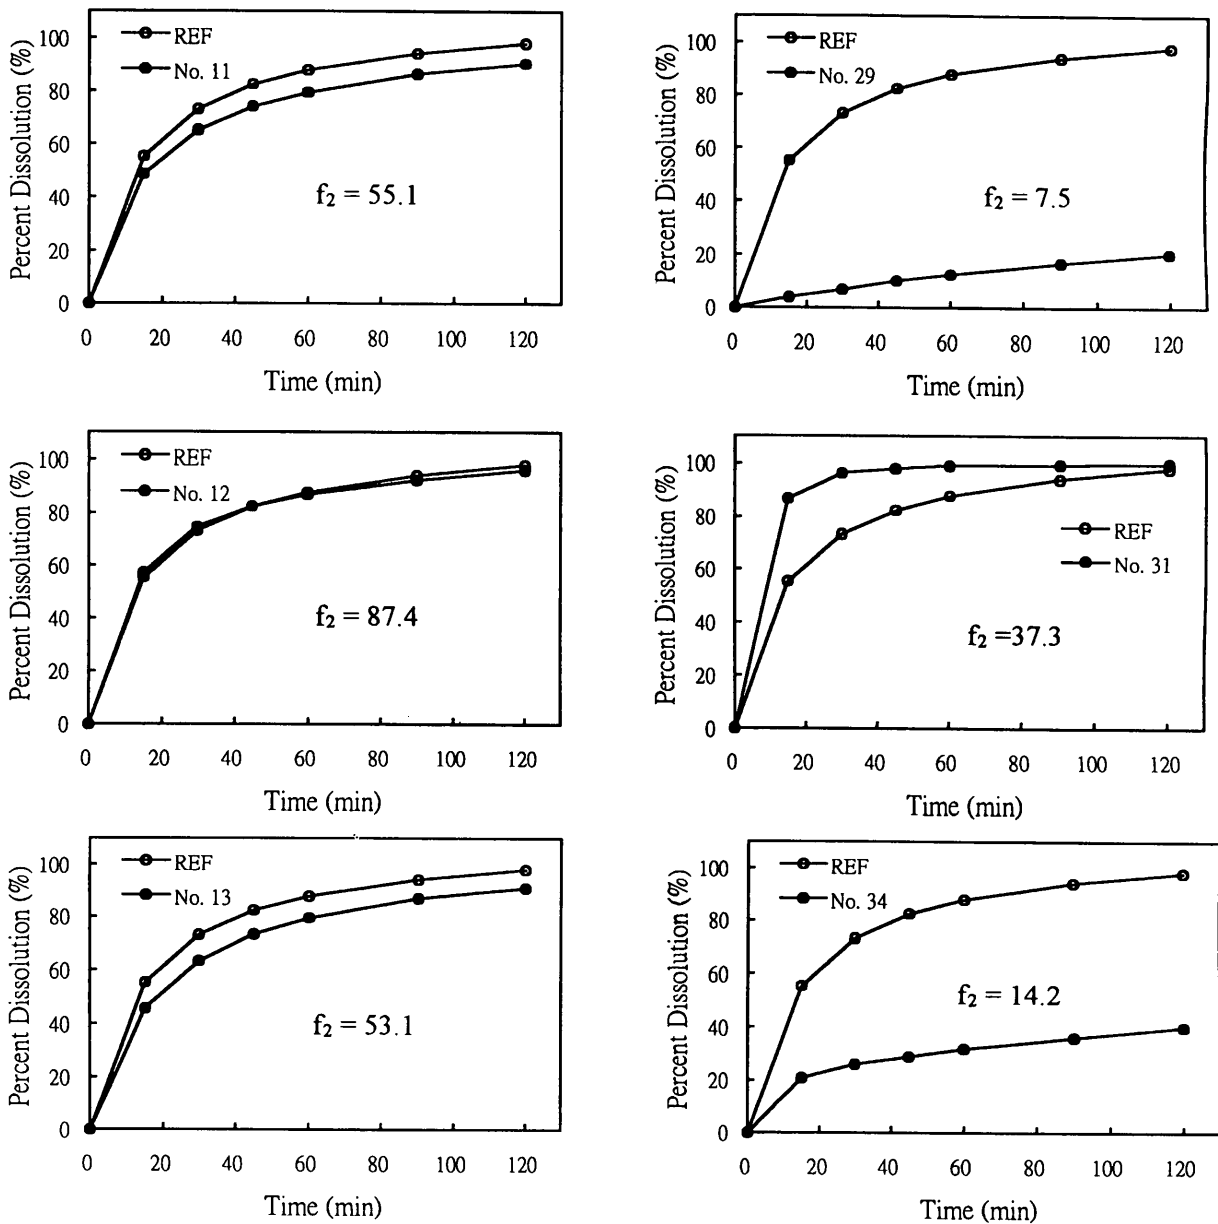 Percent Dissolution (%)
100
80
60
40
20
0
REF
No. 11
f₂ = 55.1
0 20 40 60 80 100 120
Time (min)
Percent Dissolution (%)
100
80
60
40
20
0
REF
No. 29
f₂ = 7.5
0 20 40 60 80 100 120
Time (min)
Percent Dissolution (%)
100
80
60
40
20
0
REF
No. 12
f₂ = 87.4
0 20 40 60 80 100 120
Time (min)
Percent Dissolution (%)
100
80
60
40
20
0
REF
No. 31
f₂ =37.3
0 20 40 60 80 100 120
Time (min)
Percent Dissolution (%)
100
80
60
40
20
0
REF
No. 13
f₂ = 53.1
0 20 40 60 80 100 120
Time (min)
Percent Dissolution (%)
100
80
60
40
20
0
REF
No. 34
f₂ = 14.2
0 20 40 60 80 100 120
Time (min)